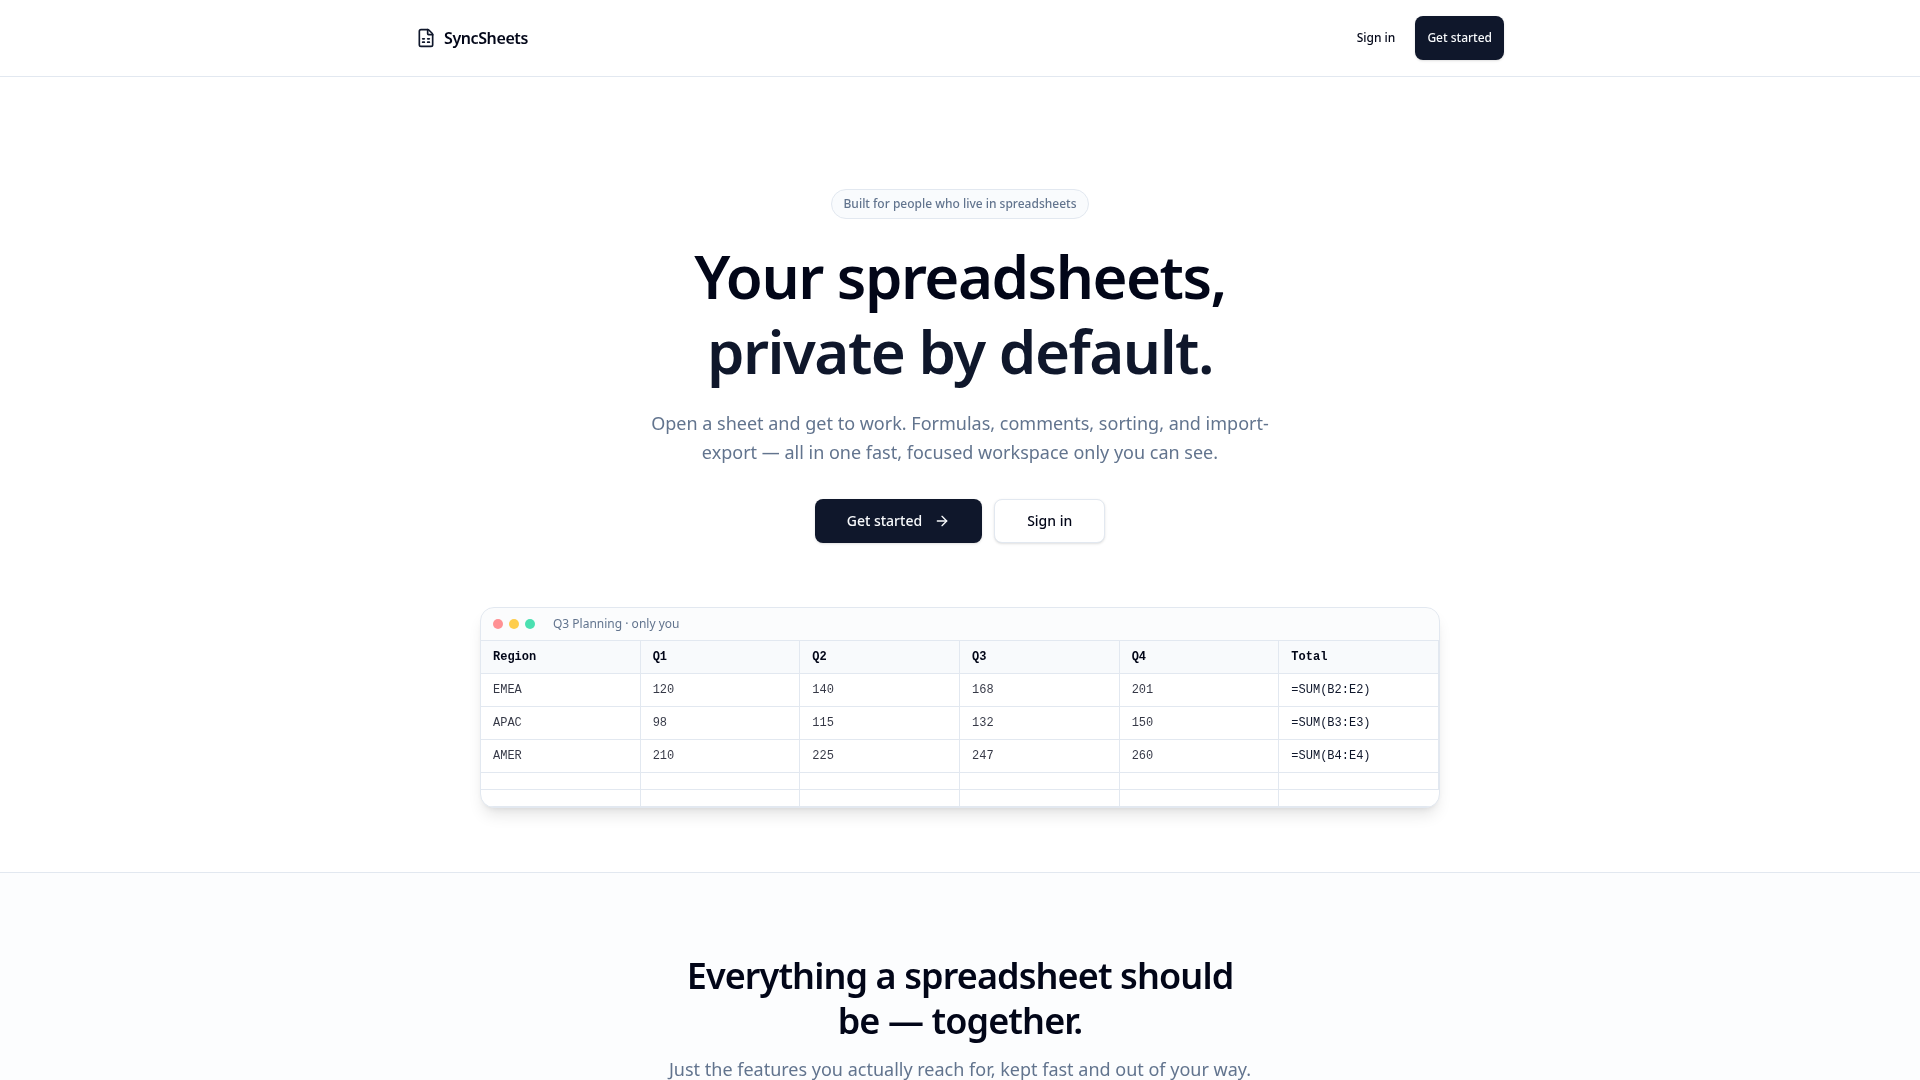 SyncSheets
Sign in
Get started
Built for people who live in spreadsheets
Your spreadsheets,
private by default.
Open a sheet and get to work. Formulas, comments, sorting, and import-
export — all in one fast, focused workspace only you can see.
Get started
Sign in
Q3 Planning · only you
Region Q1 Q2 Q3 Q4 Total
EMEA 120 140 168 201 =SUM(B2:E2)
APAC 98 115 132 150 =SUM(B3:E3)
AMER 210 225 247 260 =SUM(B4:E4)
Everything a spreadsheet should
be — together.
Just the features you actually reach for, kept fast and out of your way.